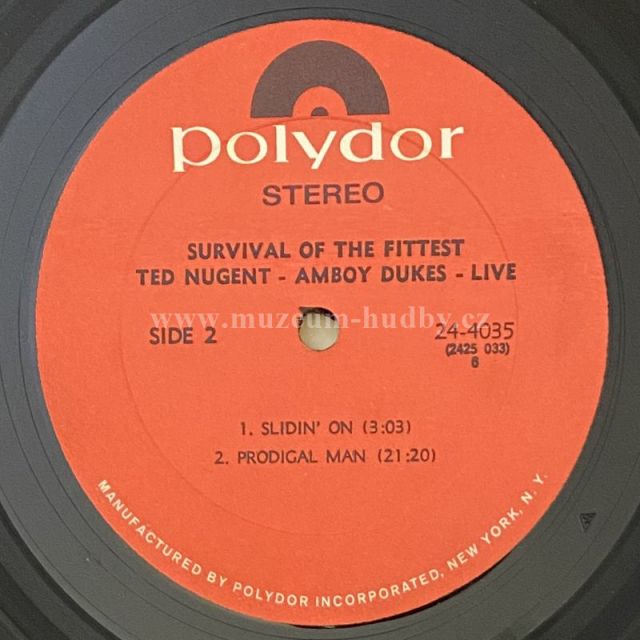 polydor
STEREO
SURVIVAL OF THE FITTEST
TED NUGENT - AMBOY DUKES - LIVE
www.muzeum-hudby.cz
SIDE 2
24-4035
(2425 033)
6
1. SLIDIN' ON (3:03)
2. PRODIGAL MAN (21:20)
MANUFACTURED BY POLYDOR INCORPORATED, NEW YORK, N. Y.